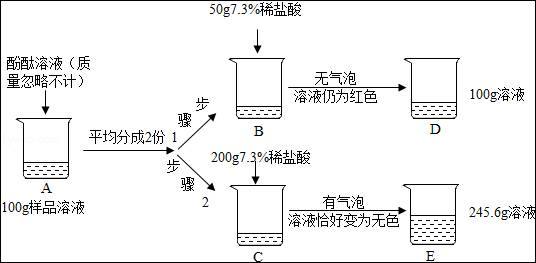 50g7.3%稀盐酸
酚酞溶液（质
量忽略不计）
无气泡
溶液仍为红色
100g溶液
步
骤
1
B
D
平均分成2份
A
100g样品溶液
步
骤
2
200g7.3%稀盐酸
有气泡
溶液恰好变为无色
245.6g溶液
C
E